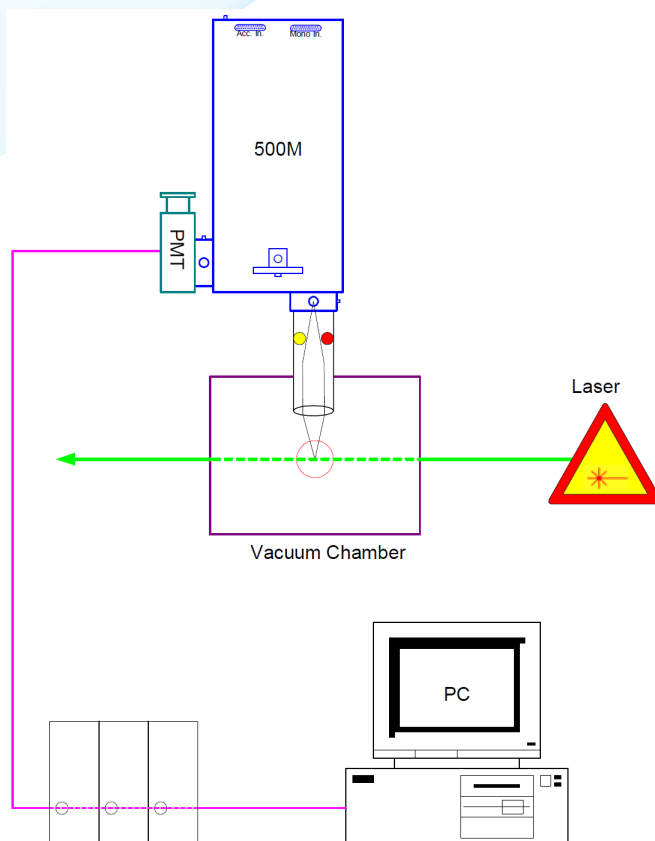 Acc. In. Mono In.
500M
PMT
Laser
Vacuum Chamber
PC